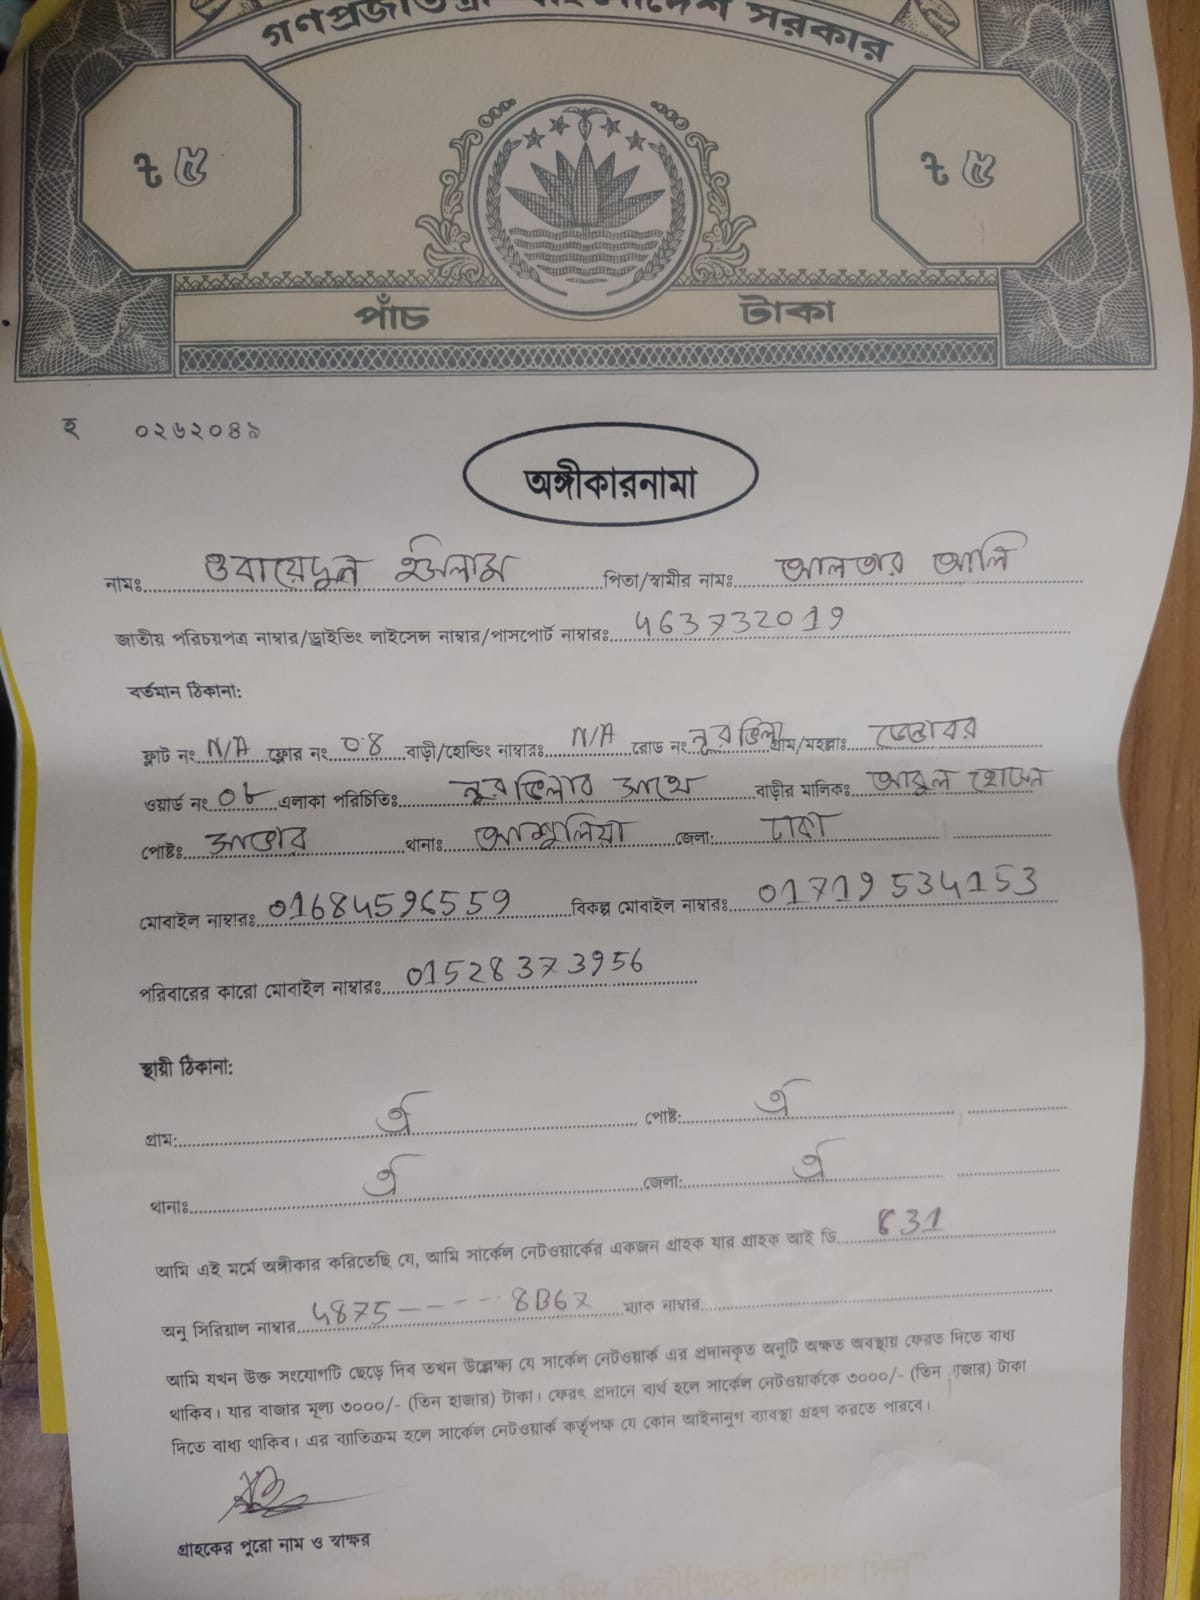 গণপ্রজাতন্ত্রী বাংলাদেশ সরকার
ট ৫ ট ৫
পাঁচ টাকা
হ ০২৬২০৪৯
অঙ্গীকারনামা
নামঃ ওবায়েদুল ইসলাম পিতা/স্বামীর নামঃ আলতার আলি
জাতীয় পরিচয়পত্র নাম্বার/ড্রাইভিং লাইসেন্স নাম্বার/পাসপোর্ট নাম্বারঃ 463732019
বর্তমান ঠিকানা:
ফ্লাট নং N/A ফ্লোর নং 08 বাড়ী/হোল্ডিং নাম্বারঃ N/A রোড নং নুর ভিলা গ্রাম/মহল্লাঃ
ওয়ার্ড নং 0৮ এলাকা পরিচিতিঃ নুর ভিলার সাথে বাড়ীর মালিকঃ আবুল হোসেন
পোষ্টঃ সাভার থানাঃ আশুলিয়া জেলা: ঢাকা
মোবাইল নাম্বারঃ 01684596559 বিকল্প মোবাইল নাম্বারঃ 01719534153
পরিবারের কারো মোবাইল নাম্বারঃ 01528373956
স্থায়ী ঠিকানা:
গ্রাম: ঐ পোষ্ট: ঐ
থানাঃ ঐ জেলা: ঐ
আমি এই মর্মে অঙ্গীকার করিতেছি যে, আমি সার্কেল নেটওয়ার্কের একজন গ্রাহক যার গ্রাহক আই ডি 831
অনু সিরিয়াল নাম্বার 4875----- 8B67 ম্যাক নাম্বার
আমি যখন উক্ত সংযোগটি ছেড়ে দিব তখন উল্লেক্ষ্য যে সার্কেল নেটওয়ার্ক এর প্রদানকৃত অনুটি অক্ষত অবস্থায় ফেরত দিতে বাধ্য
থাকিব। যার বাজার মূল্য ৩০০০/- (তিন হাজার) টাকা। ফেরৎ প্রদানে ব্যর্থ হলে সার্কেল নেটওয়ার্ককে ৩০০০/- (তিন হাজার) টাকা
দিতে বাধ্য থাকিব। এর ব্যাতিক্রম হলে সার্কেল নেটওয়ার্ক কর্তৃপক্ষ যে কোন আইনানুগ ব্যাবস্থা গ্রহণ করতে পারবে।
গ্রাহকের পুরো নাম ও স্বাক্ষর